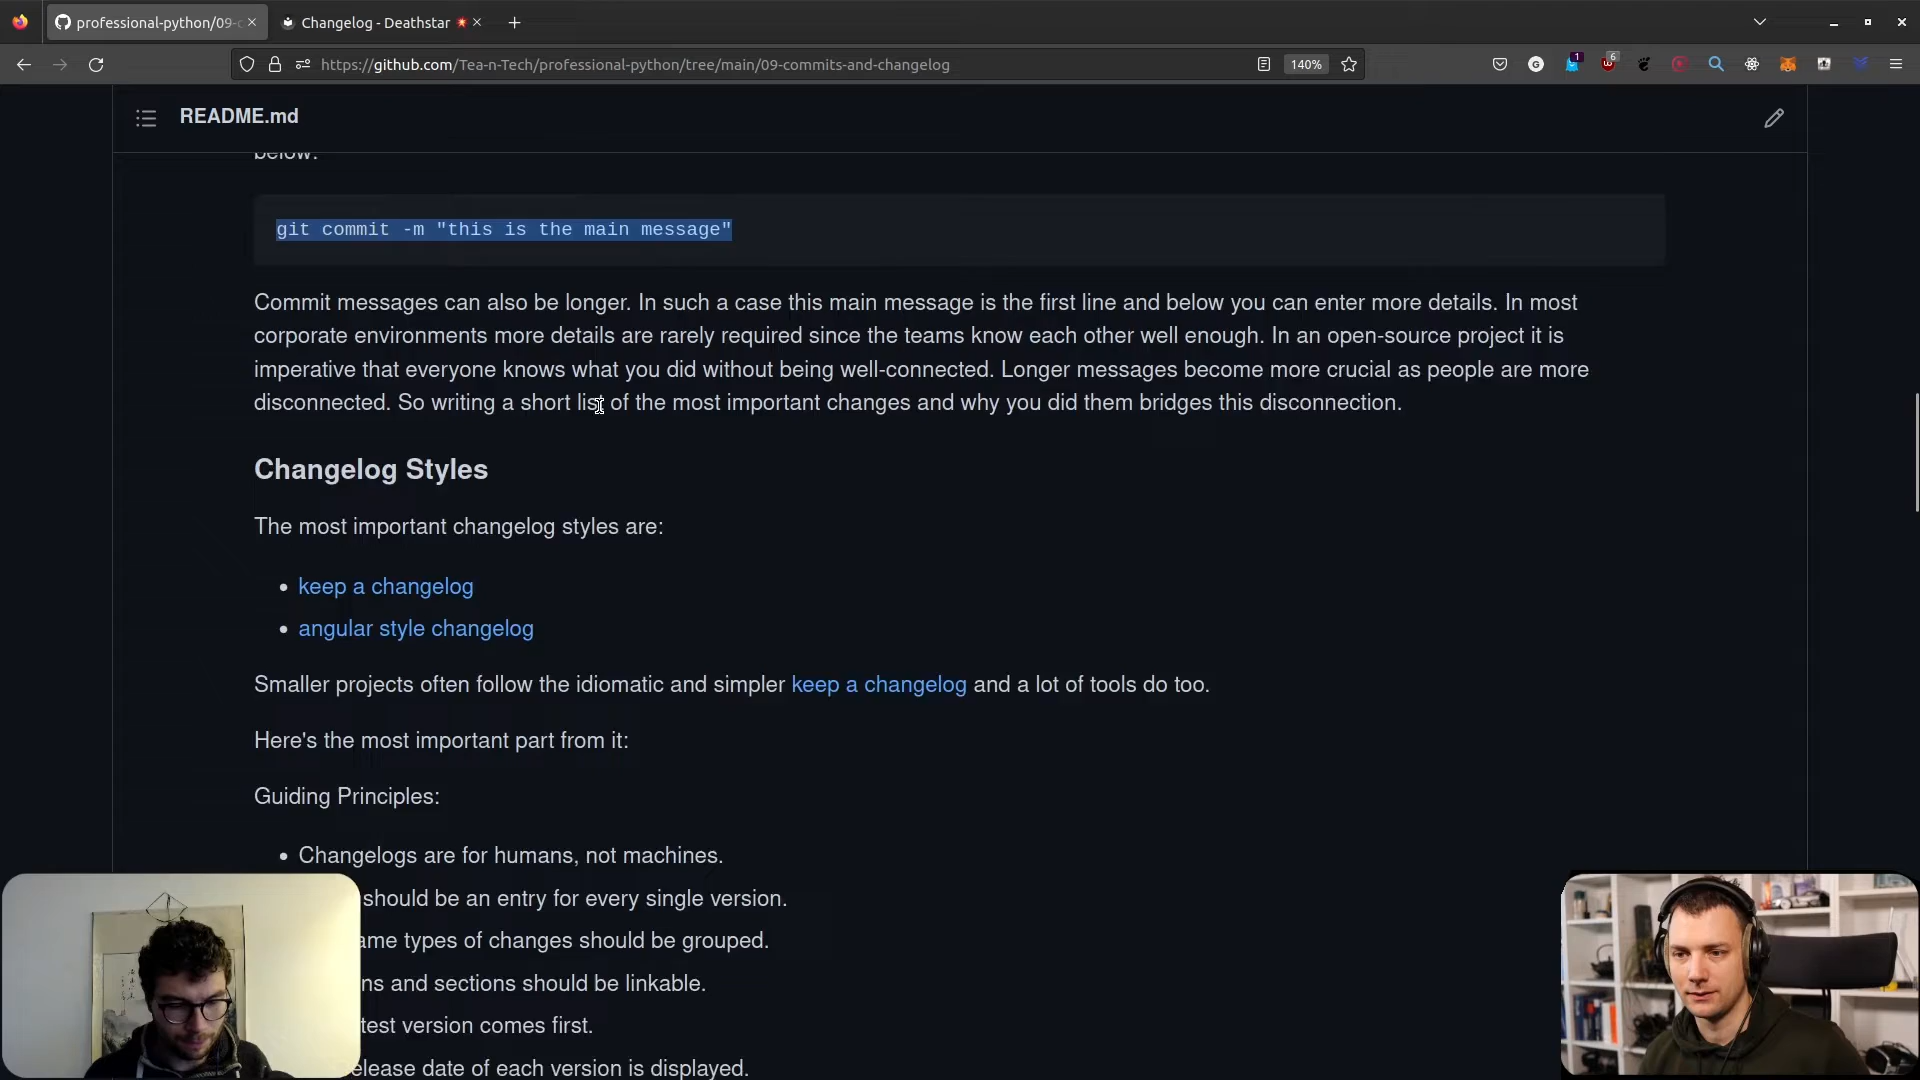 professional-python/09-c
Changelog - Deathstar
https://github.com/Tea-n-Tech/professional-python/tree/main/09-commits-and-changelog
140%
1
6
README.md
below:
git commit -m "this is the main message"
Commit messages can also be longer. In such a case this main message is the first line and below you can enter more details. In most
corporate environments more details are rarely required since the teams know each other well enough. In an open-source project it is
imperative that everyone knows what you did without being well-connected. Longer messages become more crucial as people are more
disconnected. So writing a short list of the most important changes and why you did them bridges this disconnection.
Changelog Styles
The most important changelog styles are:
• keep a changelog
• angular style changelog
Smaller projects often follow the idiomatic and simpler keep a changelog and a lot of tools do too.
Here's the most important part from it:
Guiding Principles:
• Changelogs are for humans, not machines.
should be an entry for every single version.
ame types of changes should be grouped.
ns and sections should be linkable.
test version comes first.
elease date of each version is displayed.